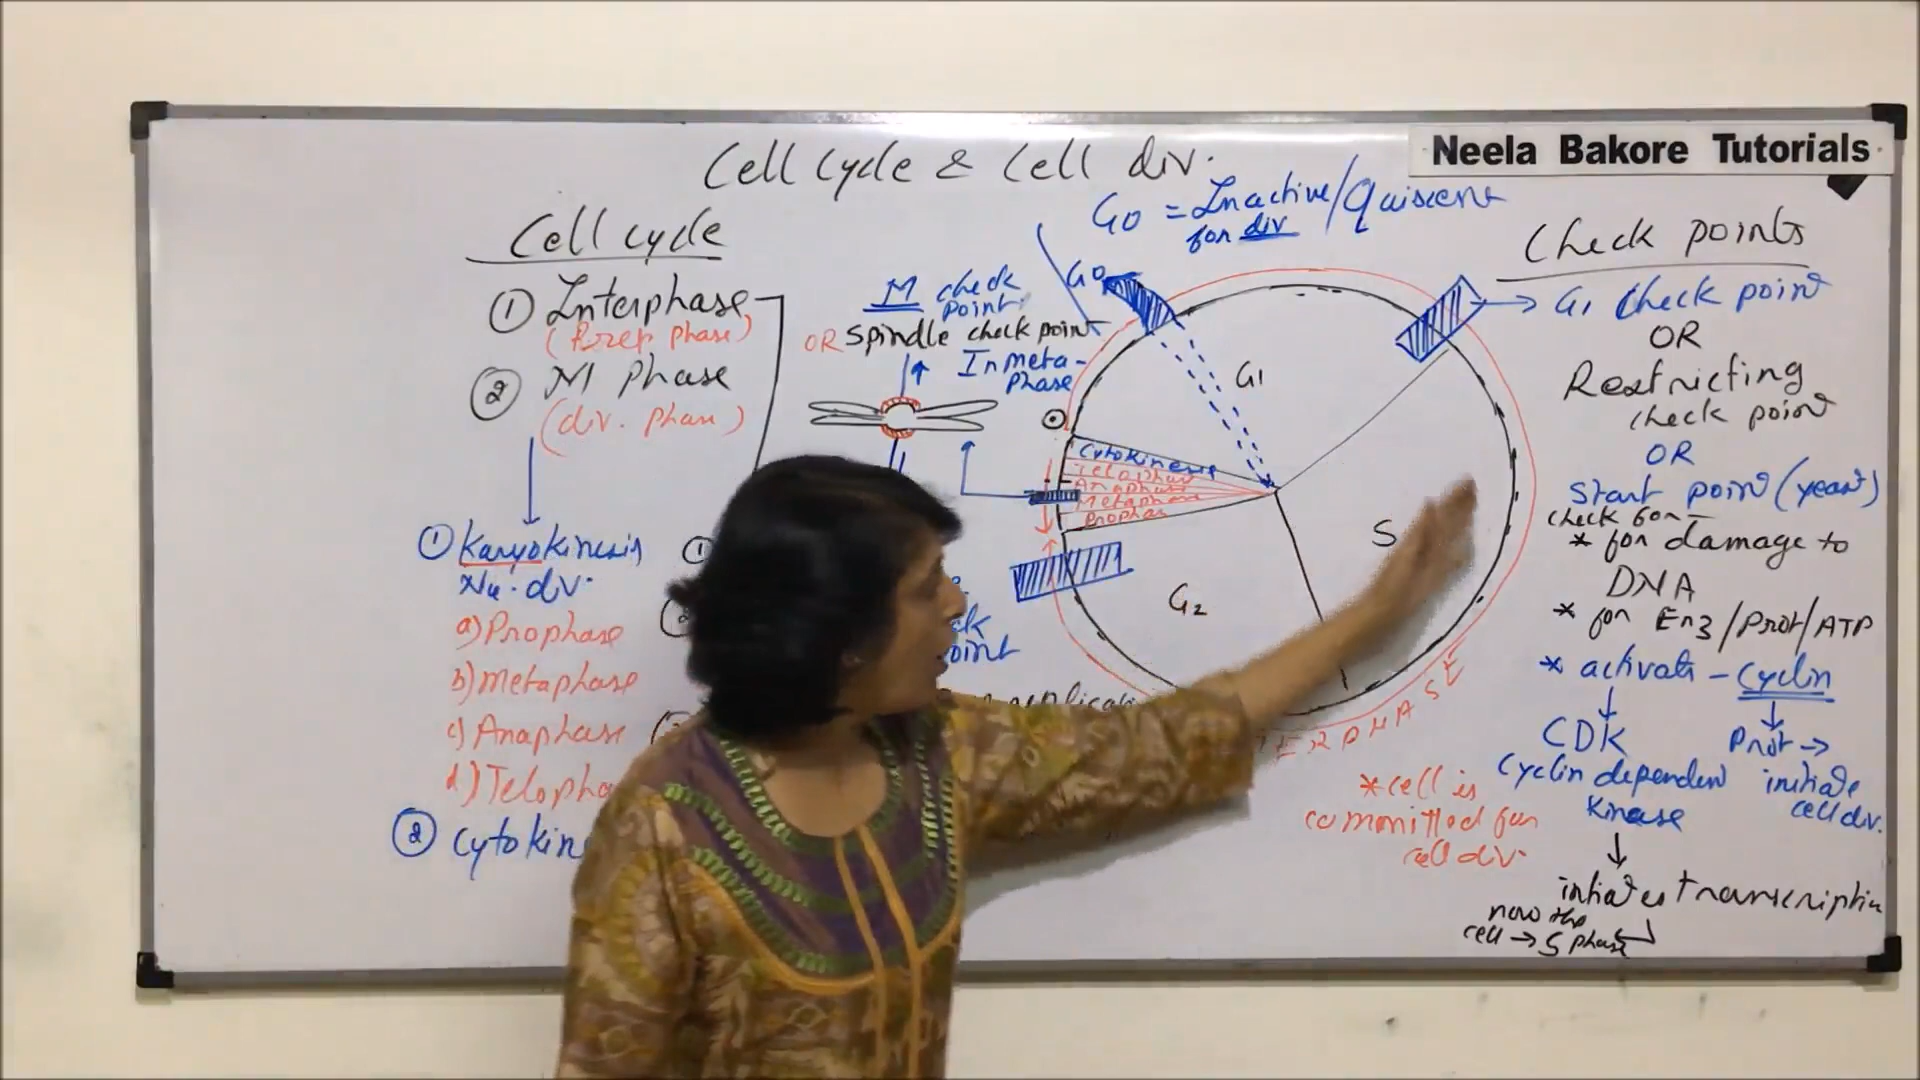 Cell Cycle & Cell div.
Neela Bakore Tutorials
Cell cycle
① Interphase
(Prep phase)
② M phase
(div. phase)
① Karyokinesis
Nu. div.
a) Prophase
b) Metaphase
c) Anaphase
d) Telopha
② Cytokin
G0 = Inactive/Quiscent
for div
G0
M check
point
OR Spindle check point
In meta-
phase
G1
Cytokinesis
Telophase
Anaphase
Metaphase
Prophase
S
G2
oint
replicati
ERPHASE
Check points
→ G1 Check point
OR
Restricting
check point
OR
Start point (yeast)
check for -
* for damage to
DNA
* for Enz/Prot/ATP
* activate - Cyclin
CDK
Prot →
Cyclin dependent
Kinase
initiate
cell div.
* cell is
committed for
cell div.
initiates transcription
now the
cell → S phase